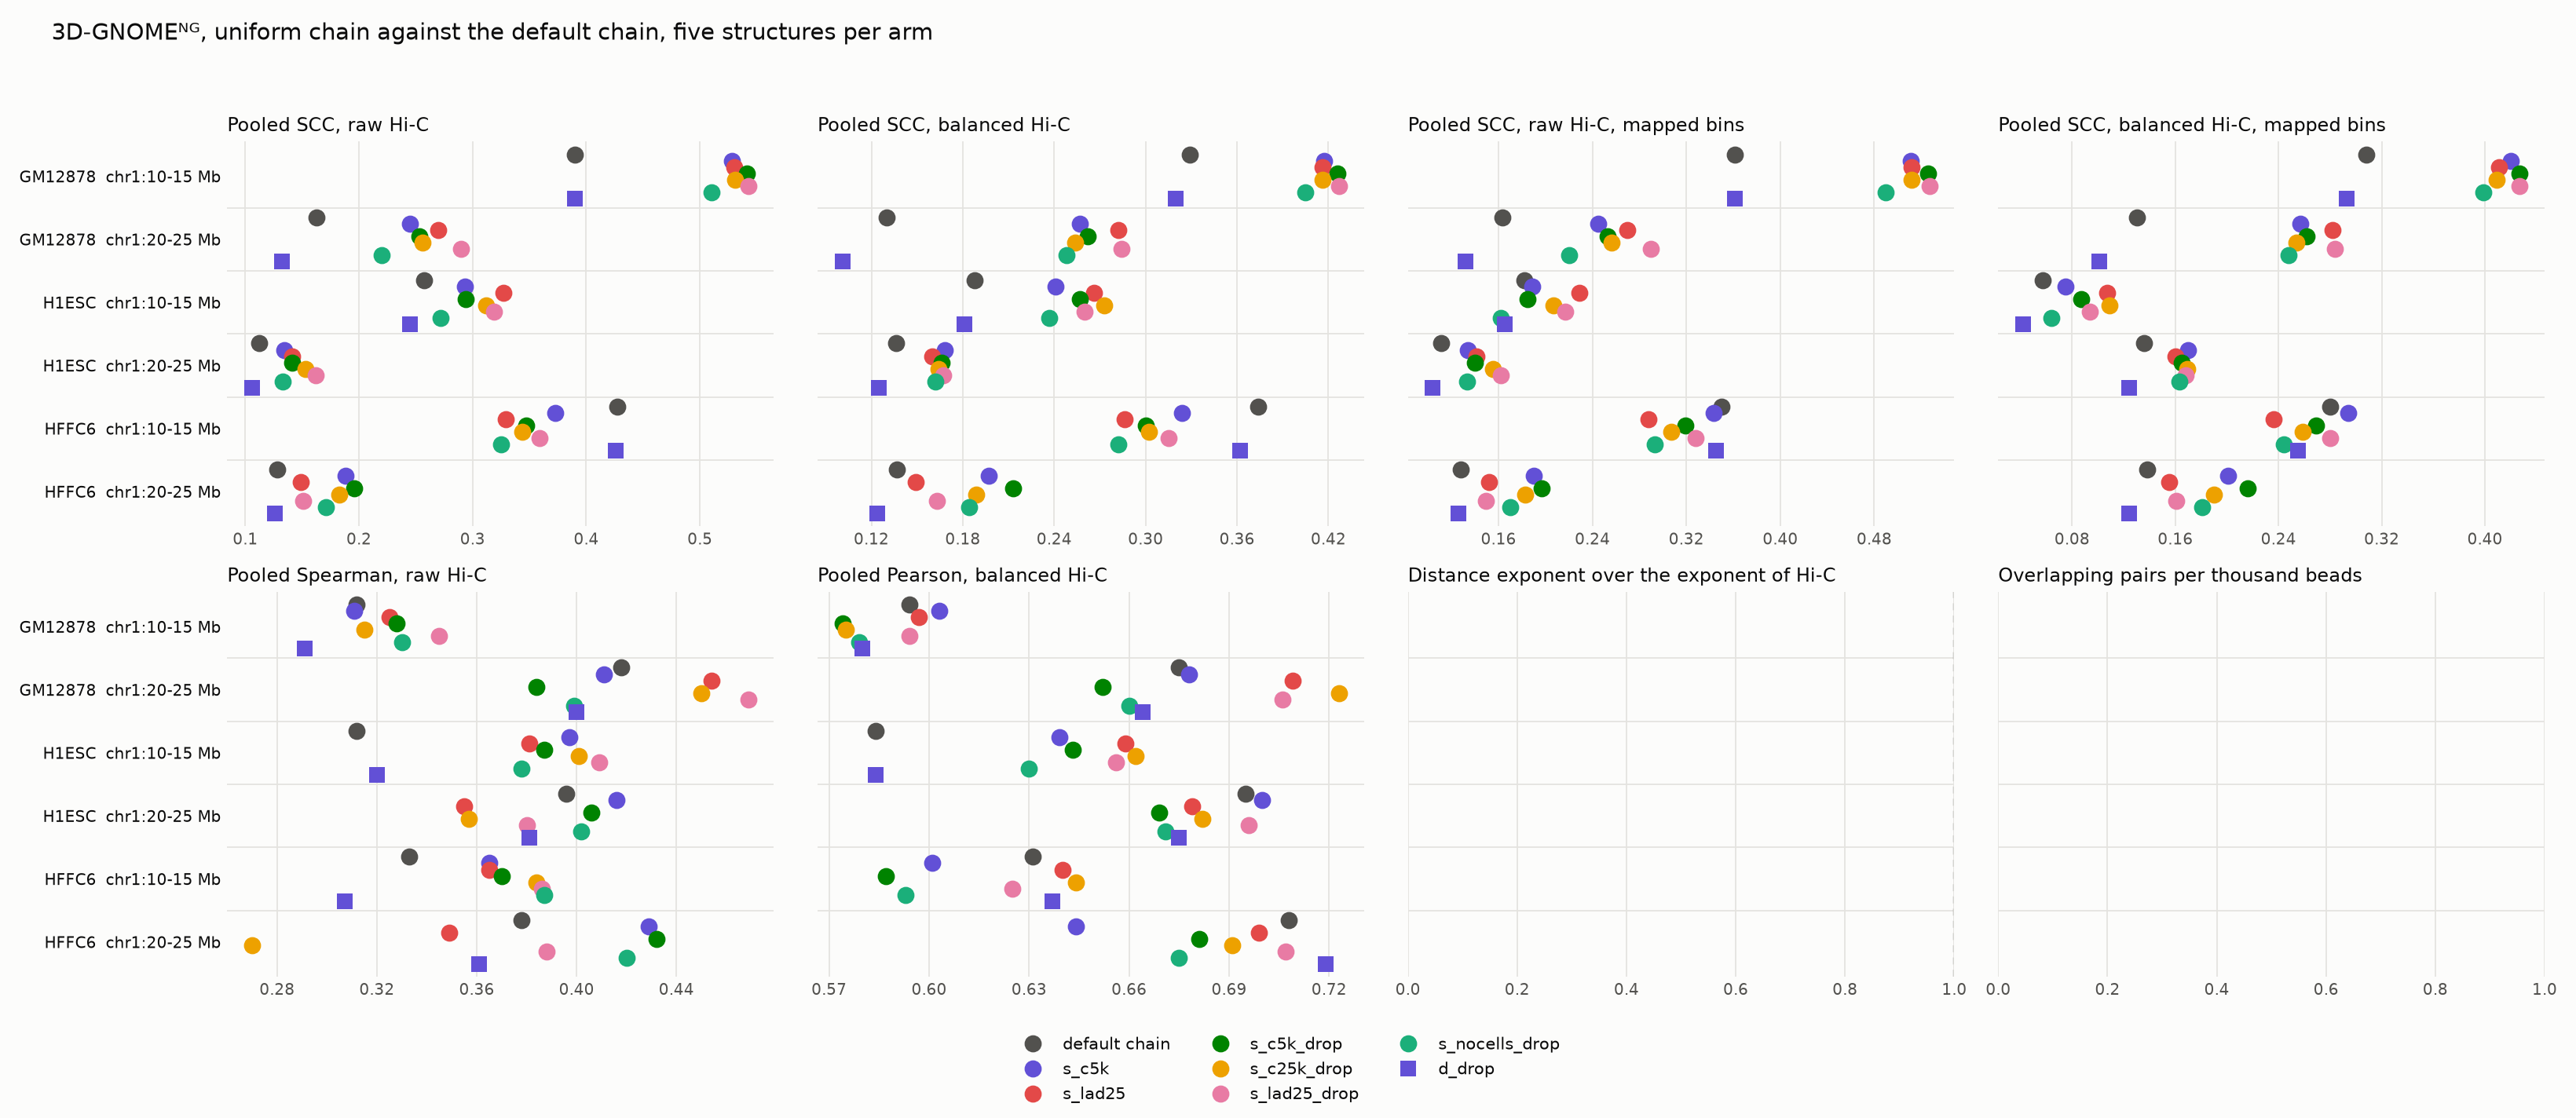 3D-GNOMEᴺᴳ, uniform chain against the default chain, five structures per arm
Pooled SCC, raw Hi-C
Pooled SCC, balanced Hi-C
Pooled SCC, raw Hi-C, mapped bins
Pooled SCC, balanced Hi-C, mapped bins
GM12878 chr1:10-15 Mb
GM12878 chr1:20-25 Mb
H1ESC chr1:10-15 Mb
H1ESC chr1:20-25 Mb
HFFC6 chr1:10-15 Mb
HFFC6 chr1:20-25 Mb
0.1 0.2 0.3 0.4 0.5
0.12 0.18 0.24 0.30 0.36 0.42
0.16 0.24 0.32 0.40 0.48
0.08 0.16 0.24 0.32 0.40
Pooled Spearman, raw Hi-C
Pooled Pearson, balanced Hi-C
Distance exponent over the exponent of Hi-C
Overlapping pairs per thousand beads
GM12878 chr1:10-15 Mb
GM12878 chr1:20-25 Mb
H1ESC chr1:10-15 Mb
H1ESC chr1:20-25 Mb
HFFC6 chr1:10-15 Mb
HFFC6 chr1:20-25 Mb
0.28 0.32 0.36 0.40 0.44
0.57 0.60 0.63 0.66 0.69 0.72
0.0 0.2 0.4 0.6 0.8 1.0
0.0 0.2 0.4 0.6 0.8 1.0
default chain
s_c5k
s_lad25
s_c5k_drop
s_c25k_drop
s_lad25_drop
s_nocells_drop
d_drop